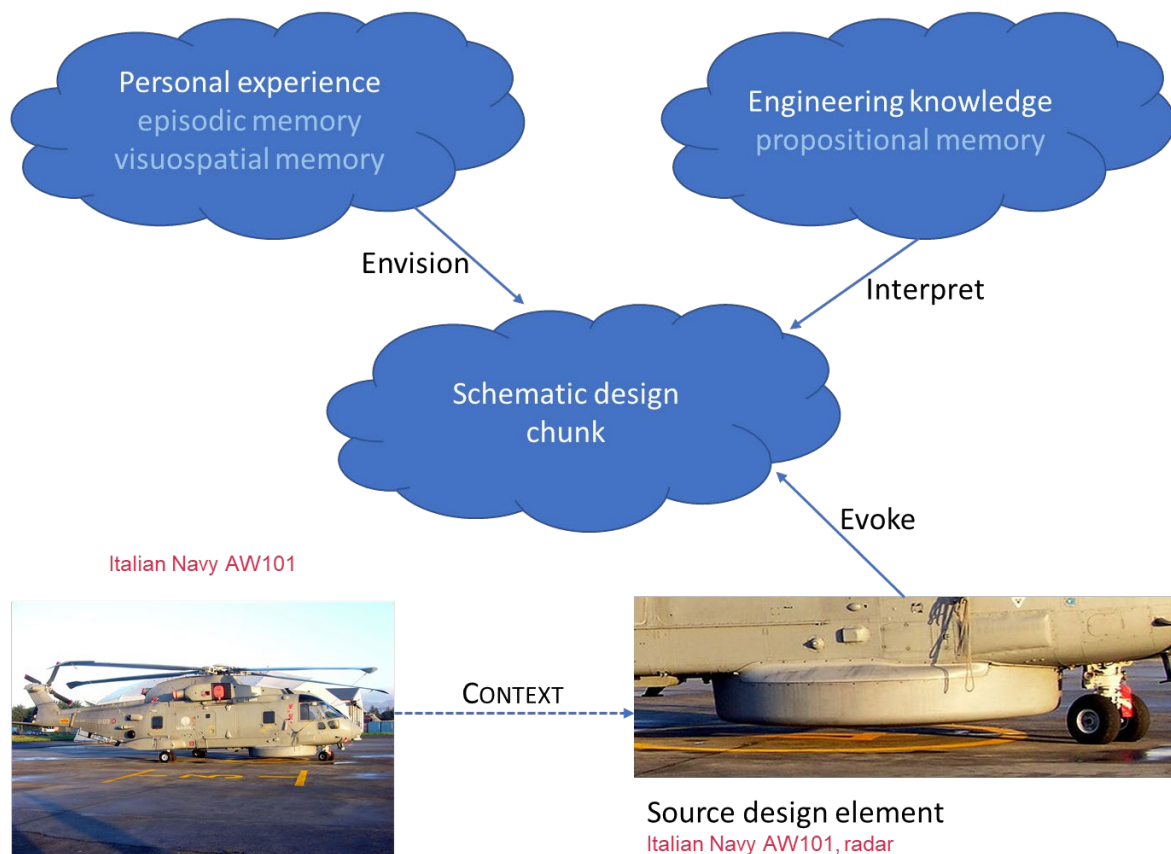 Personal experience
episodic memory
visuospatial memory
Engineering knowledge
propositional memory
Envision
Interpret
Schematic design
chunk
Evoke
Italian Navy AW101
CONTEXT
Source design element
Italian Navy AW101, radar